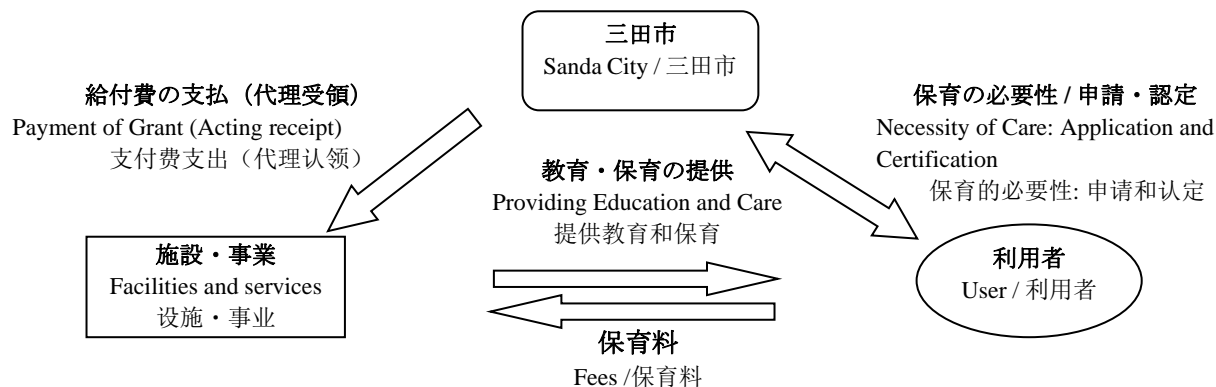 三田市
Sanda City / 三田市
給付費の支払（代理受領）
Payment of Grant (Acting receipt)
支付费支出（代理认领）
保育の必要性 / 申請・認定
Necessity of Care: Application and
Certification
保育的必要性: 申请和认定
教育・保育の提供
Providing Education and Care
提供教育和保育
施設・事業
Facilities and services
设施・事业
利用者
User / 利用者
保育料
Fees /保育料